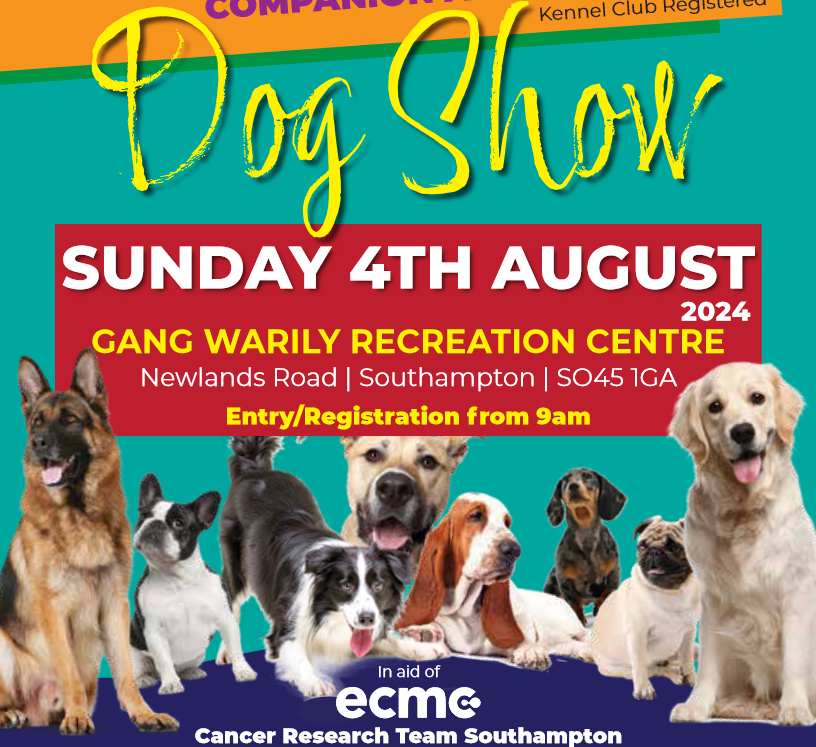 COMPANION
Kennel Club Registered
Dog Show
SUNDAY 4TH AUGUST
2024
GANG WARILY RECREATION CENTRE
Newlands Road | Southampton | SO45 1GA
Entry/Registration from 9am
In aid of
ecmc
Cancer Research Team Southampton